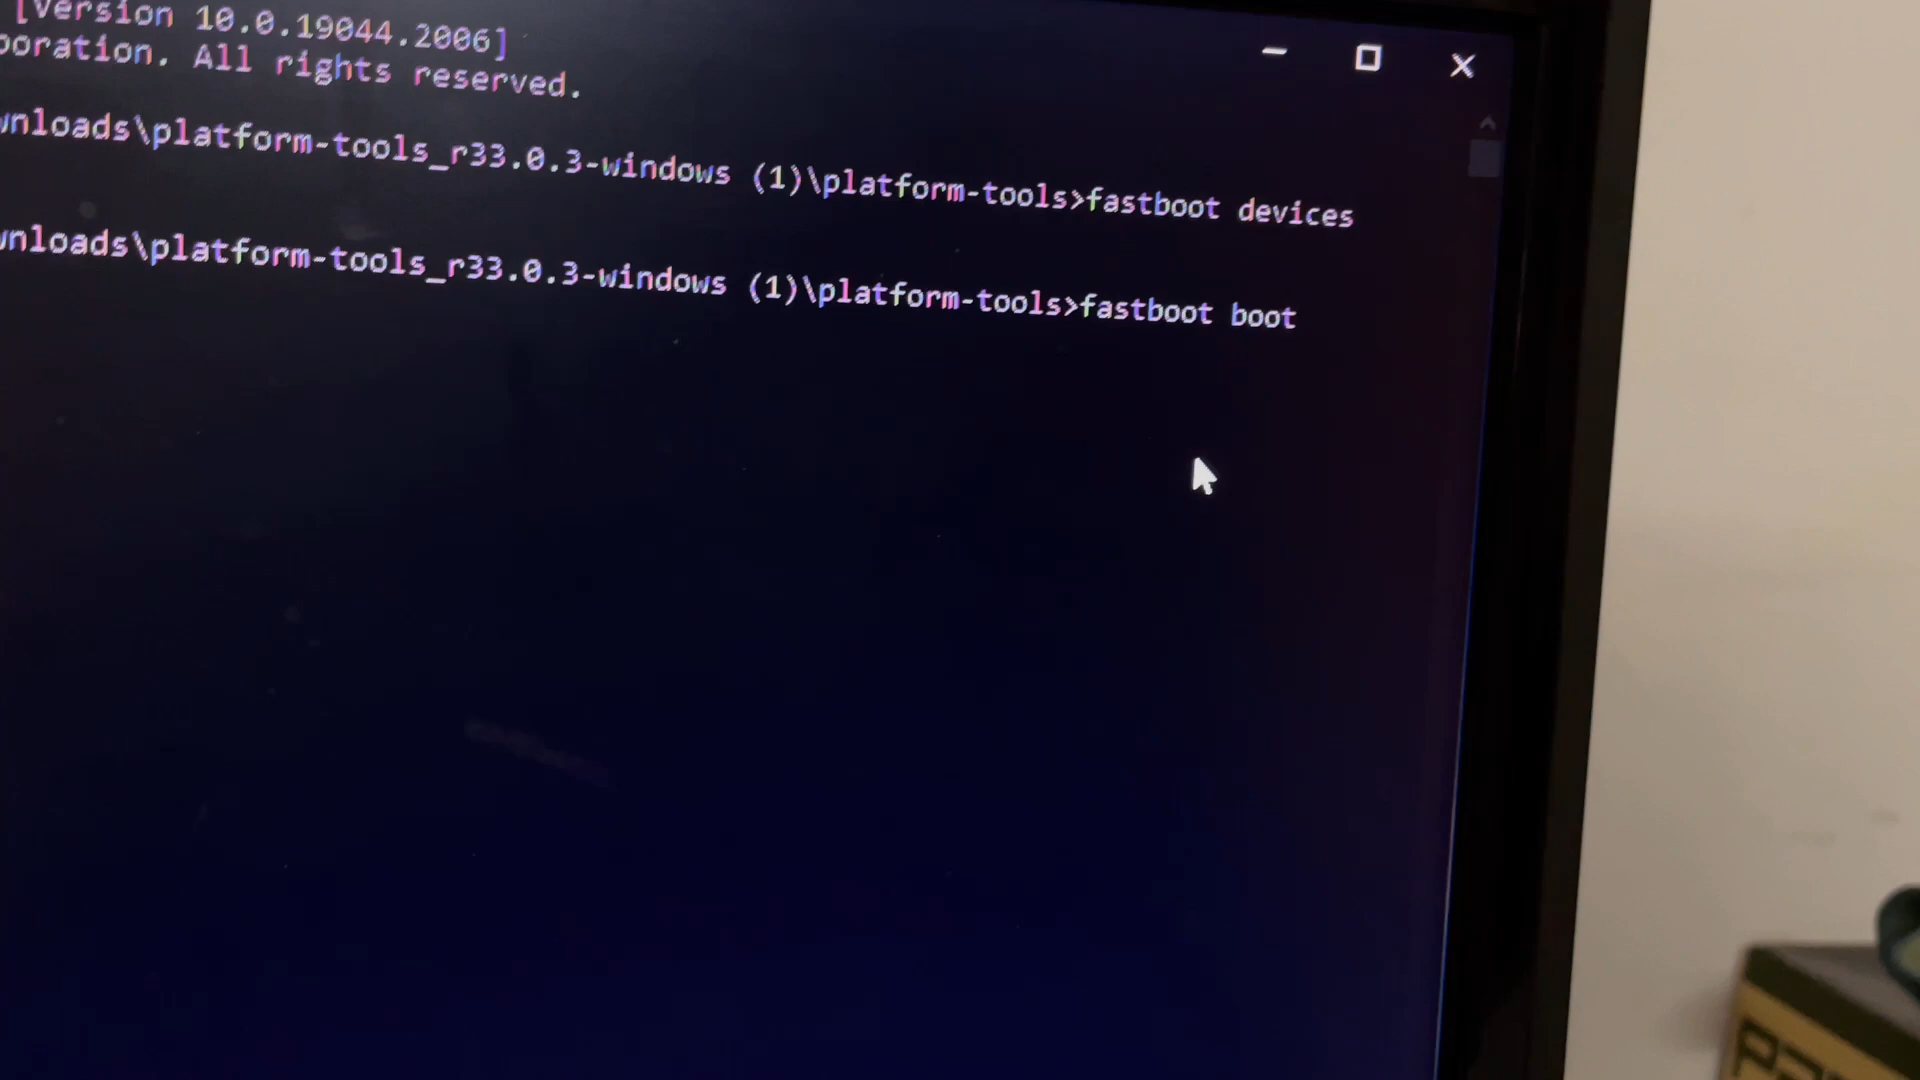 [Version 10.0.19044.2006]
poration. All rights reserved.
wnloads\platform-tools_r33.0.3-windows (1)\platform-tools>fastboot devices
wnloads\platform-tools_r33.0.3-windows (1)\platform-tools>fastboot boot